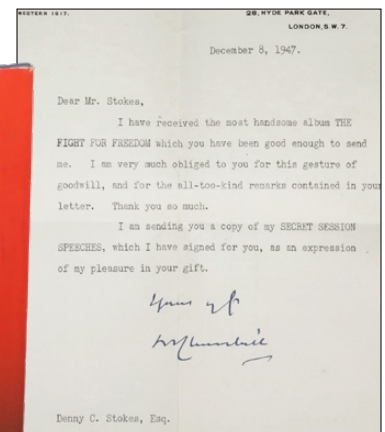 WESTERN 1617.
28, HYDE PARK GATE,
LONDON, S.W. 7.
December 8, 1947.
Dear Mr. Stokes,
I have received the most handsome album THE
FIGHT FOR FREEDOM which you have been good enough to send
me. I am very much obliged to you for this gesture of
goodwill, and for the all-too-kind remarks contained in your
letter. Thank you so much.
I am sending you a copy of my SECRET SESSION
SPEECHES, which I have signed for you, as an expression
of my pleasure in your gift.
Denny C. Stokes, Esq.